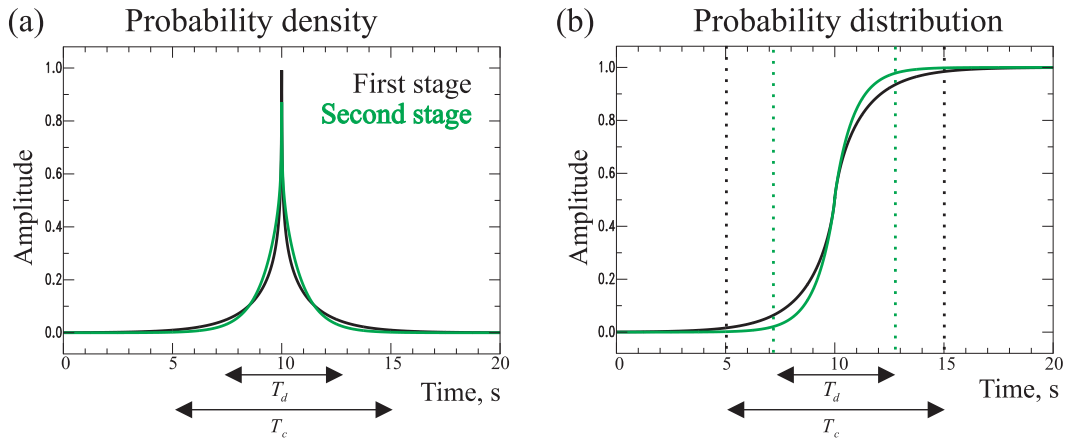 (a) Probability density
First stage
Second stage
Amplitude
1.0
0.8
0.6
0.4
0.2
0.0
0 5 10 15 20
Time, s
T_d
T_c
(b) Probability distribution
Amplitude
1.0
0.8
0.6
0.4
0.2
0.0
0 5 10 15 20
Time, s
T_d
T_c